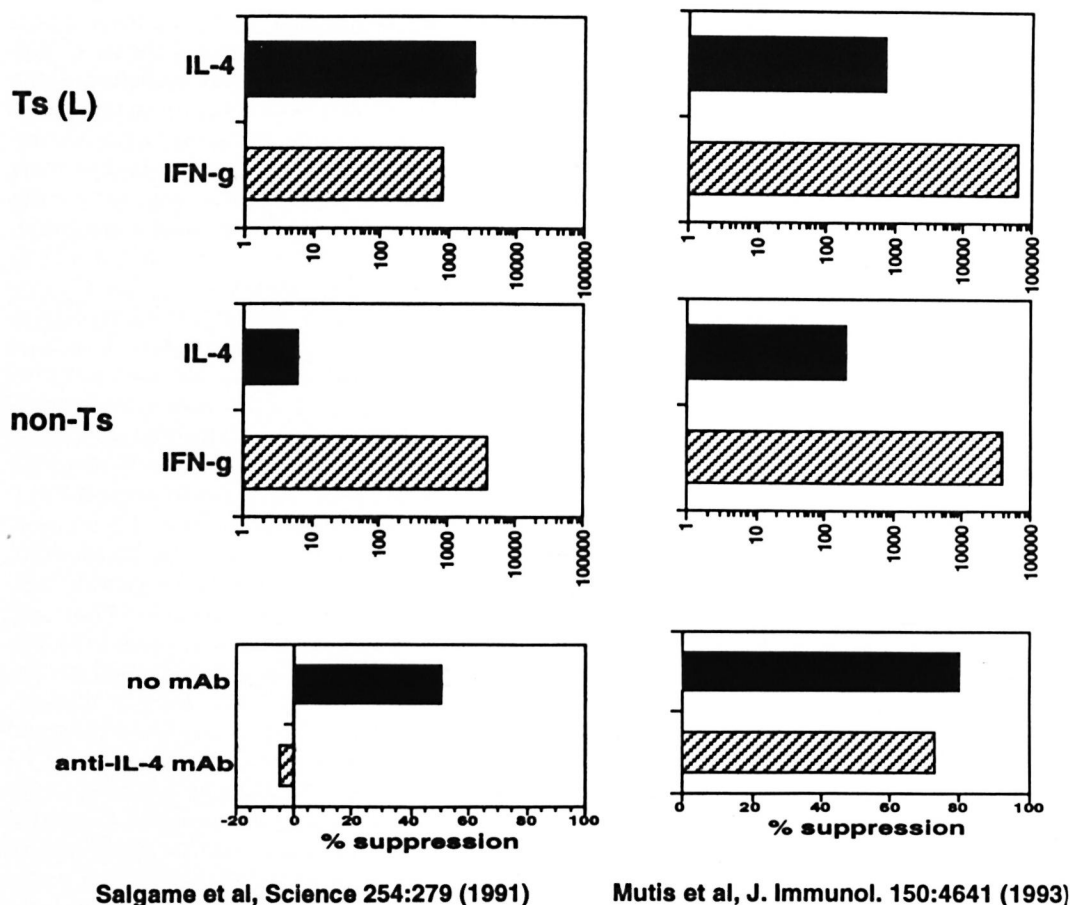 Ts (L)
IL-4
IFN-g
1 10 100 1000 10000 100000
1 10 100 1000 10000 100000
non-Ts
IL-4
IFN-g
1 10 100 1000 10000 100000
1 10 100 1000 10000 100000
no mAb
anti-IL-4 mAb
-20 0 20 40 60 80 100
% suppression
0 20 40 60 80 100
% suppression
Salgame et al, Science 254:279 (1991)
Mutis et al, J. Immunol. 150:4641 (1993)